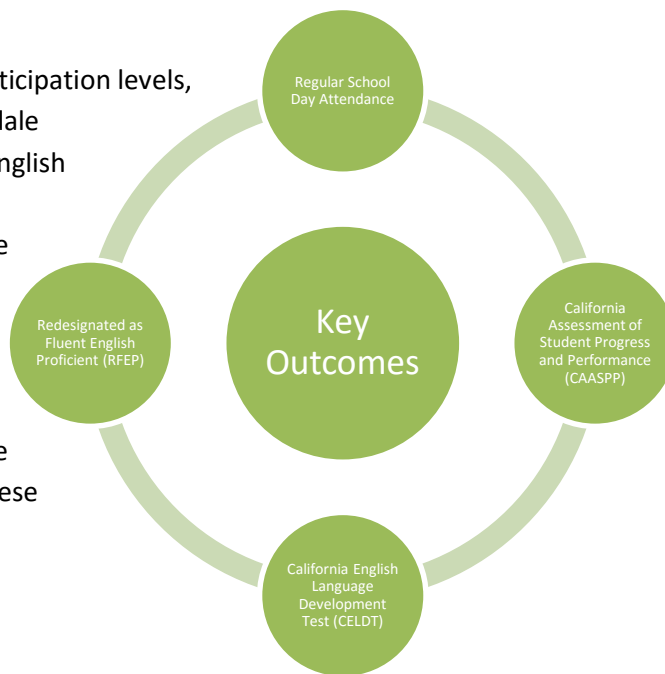 ticipation levels,
dale
nglish
e
e
ese
Regular School
Day Attendance
Redesignated as
Fluent English
Proficient (RFEP)
Key
Outcomes
California
Assessment of
Student Progress
and Performance
(CAASPP)
California English
Language
Development
Test (CELDT)